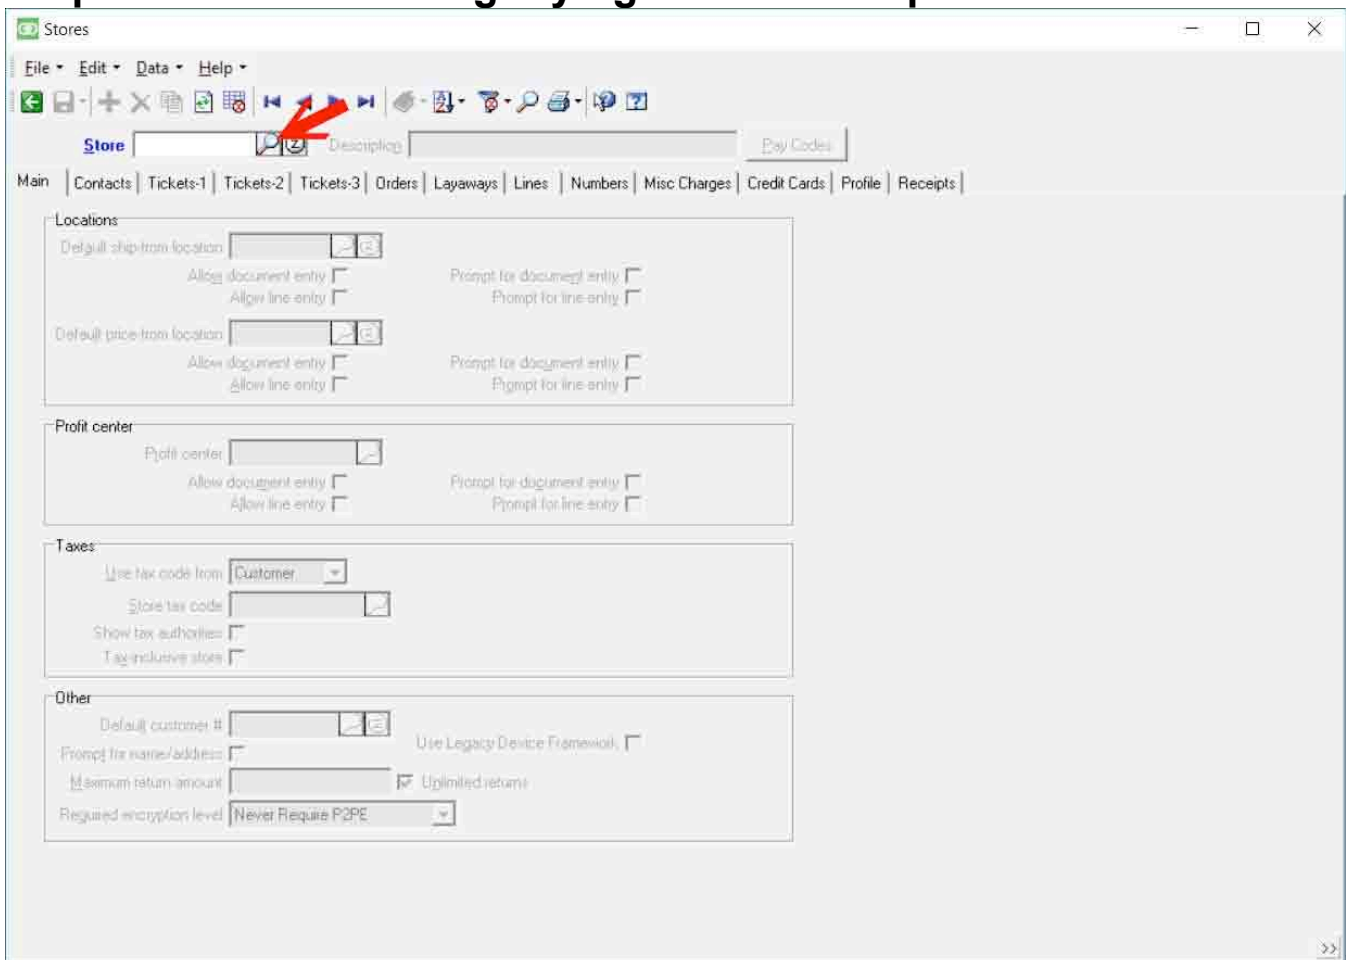 Stores
File Edit Data Help
Store Description Pay Codes
Main Contacts Tickets-1 Tickets-2 Tickets-3 Orders Layaways Lines Numbers Misc Charges Credit Cards Profile Receipts
Locations
Default ship-from location
Allow document entry Prompt for document entry
Allow line entry Prompt for line entry
Default price-from location
Allow document entry Prompt for document entry
Allow line entry Prompt for line entry
Profit center
Profit center
Allow document entry Prompt for document entry
Allow line entry Prompt for line entry
Taxes
Use tax code from Customer
Store tax code
Show tax authorities
Tax-inclusive store
Other
Default customer #
Use Legacy Device Framework
Prompt for name/address
Maximum return amount Unlimited returns
Required encryption level Never Require P2PE
>>